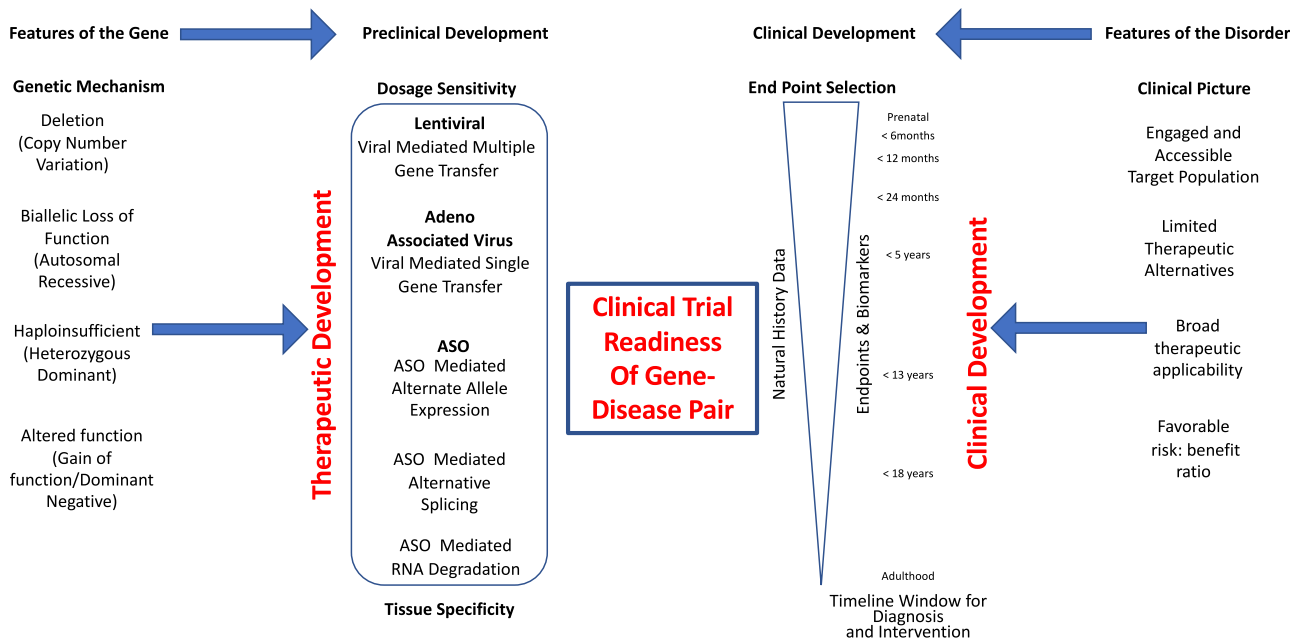 Features of the Gene
Preclinical Development
Clinical Development
Features of the Disorder
Genetic Mechanism
Deletion
(Copy Number
Variation)
Biallelic Loss of
Function
(Autosomal
Recessive)
Haploinsufficient
(Heterozygous
Dominant)
Altered function
(Gain of
function/Dominant
Negative)
Therapeutic Development
Dosage Sensitivity
Lentiviral
Viral Mediated Multiple
Gene Transfer
Adeno
Associated Virus
Viral Mediated Single
Gene Transfer
ASO
ASO Mediated
Alternate Allele
Expression
ASO Mediated
Alternative
Splicing
ASO Mediated
RNA Degradation
Tissue Specificity
Clinical Trial
Readiness
Of Gene-
Disease Pair
End Point Selection
Natural History Data
Endpoints & Biomarkers
Prenatal
< 6months
< 12 months
< 24 months
< 5 years
< 13 years
< 18 years
Adulthood
Timeline Window for
Diagnosis
and Intervention
Clinical Development
Clinical Picture
Engaged and
Accessible
Target Population
Limited
Therapeutic
Alternatives
Broad
therapeutic
applicability
Favorable
risk: benefit
ratio